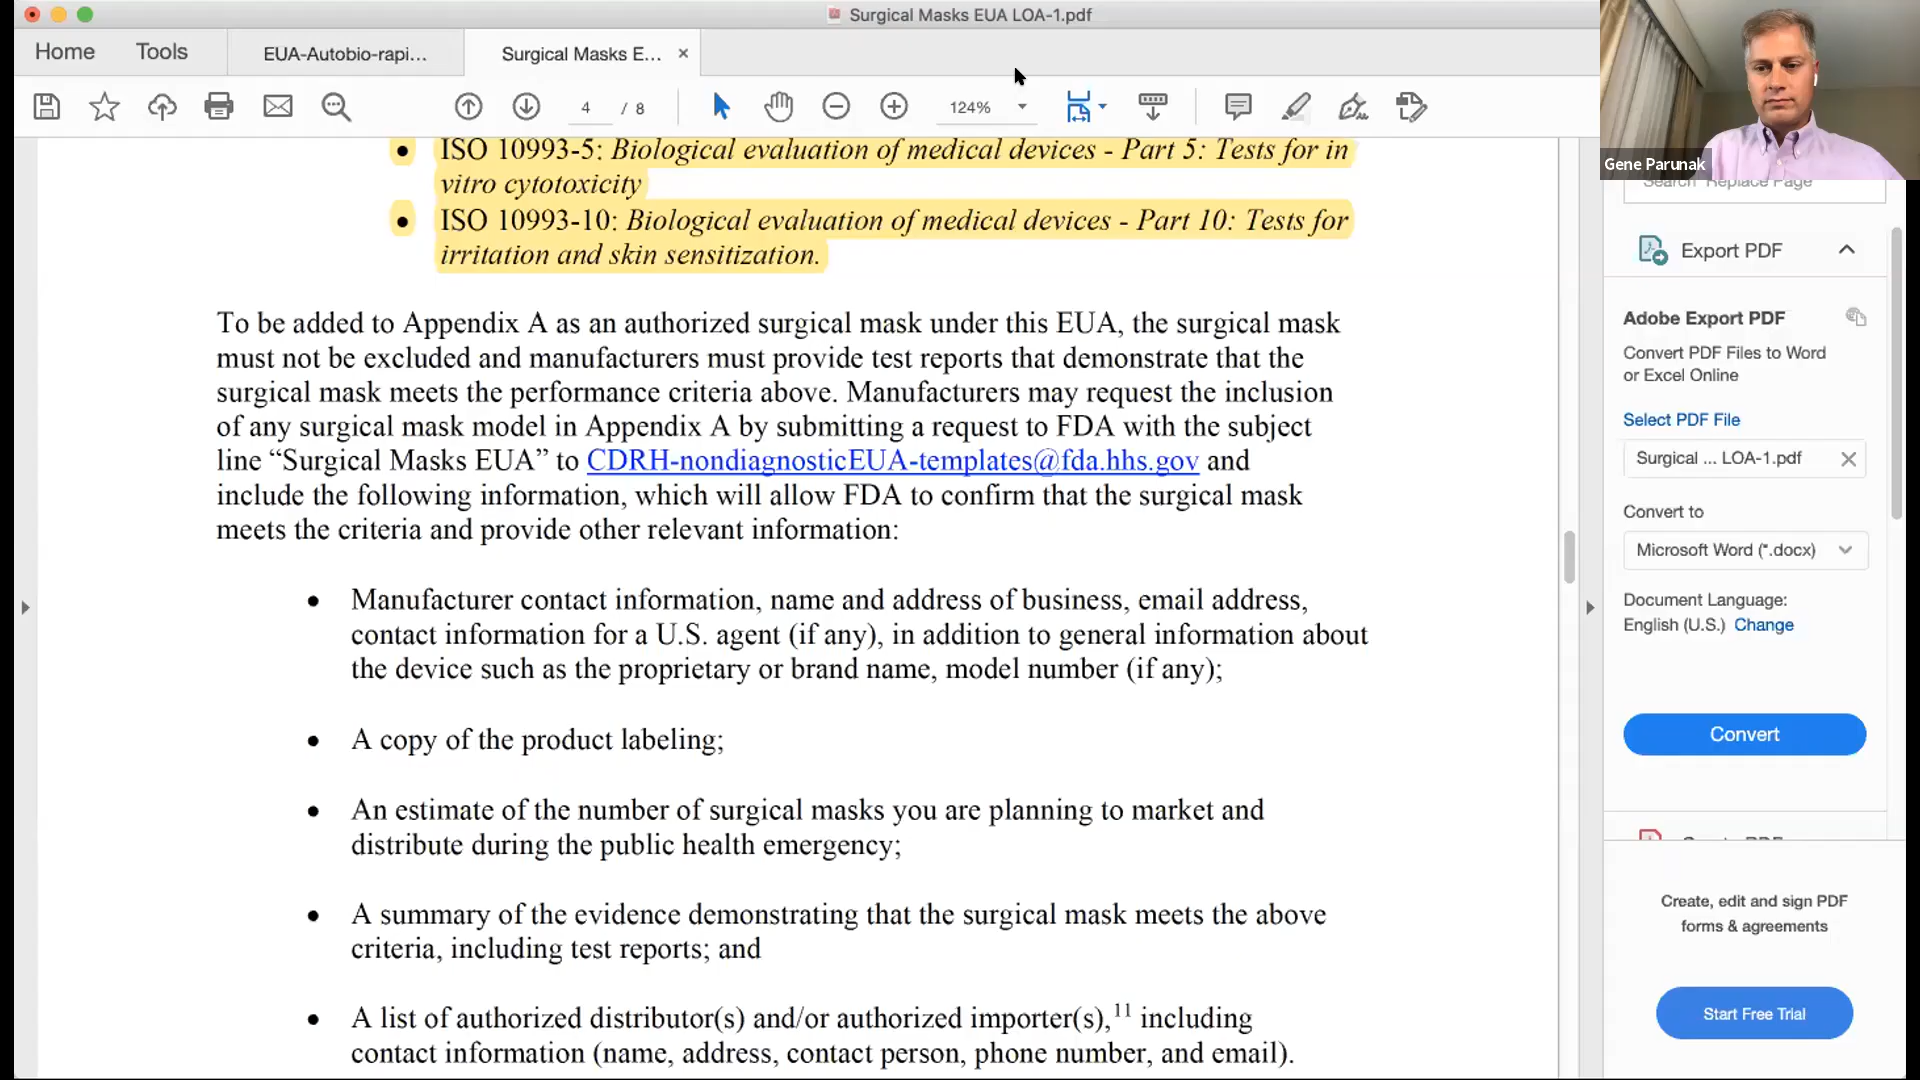 Surgical Masks EUA LOA-1.pdf
Home
Tools
EUA-Autobio-rapi...
Surgical Masks E...
4 / 8
124%
Gene Parunak
ISO 10993-5: Biological evaluation of medical devices - Part 5: Tests for in
vitro cytotoxicity
ISO 10993-10: Biological evaluation of medical devices - Part 10: Tests for
irritation and skin sensitization.
To be added to Appendix A as an authorized surgical mask under this EUA, the surgical mask
must not be excluded and manufacturers must provide test reports that demonstrate that the
surgical mask meets the performance criteria above. Manufacturers may request the inclusion
of any surgical mask model in Appendix A by submitting a request to FDA with the subject
line “Surgical Masks EUA” to CDRH-nondiagnosticEUA-templates@fda.hhs.gov and
include the following information, which will allow FDA to confirm that the surgical mask
meets the criteria and provide other relevant information:
• Manufacturer contact information, name and address of business, email address,
contact information for a U.S. agent (if any), in addition to general information about
the device such as the proprietary or brand name, model number (if any);
• A copy of the product labeling;
• An estimate of the number of surgical masks you are planning to market and
distribute during the public health emergency;
• A summary of the evidence demonstrating that the surgical mask meets the above
criteria, including test reports; and
• A list of authorized distributor(s) and/or authorized importer(s),11 including
contact information (name, address, contact person, phone number, and email).
Search 'Replace Page'
Export PDF
Adobe Export PDF
Convert PDF Files to Word
or Excel Online
Select PDF File
Surgical ... LOA-1.pdf
Convert to
Microsoft Word (*.docx)
Document Language:
English (U.S.) Change
Convert
Create, edit and sign PDF
forms & agreements
Start Free Trial